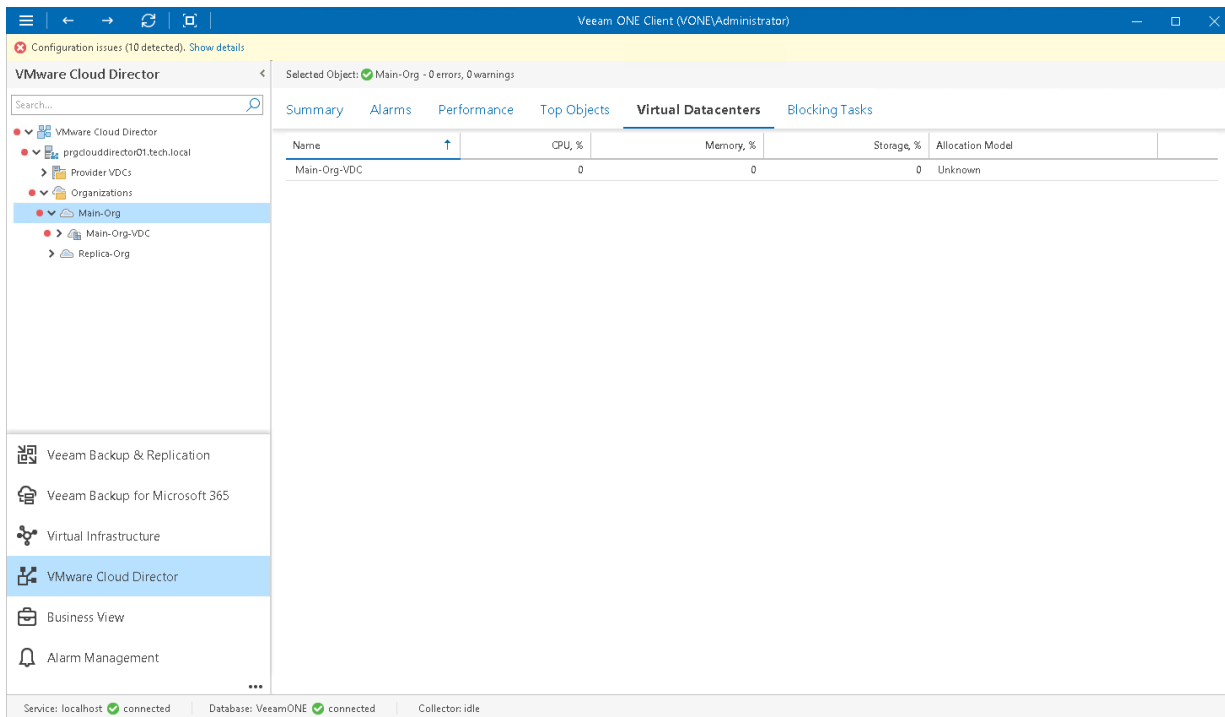 Veeam ONE Client (VONE\Administrator)
Configuration issues (10 detected). Show details
VMware Cloud Director
Search...
VMware Cloud Director
prgclouddirector01.tech.local
Provider VDCs
Organizations
Main-Org
Main-Org-VDC
Replica-Org
Veeam Backup & Replication
Veeam Backup for Microsoft 365
Virtual Infrastructure
VMware Cloud Director
Business View
Alarm Management
Selected Object: Main-Org - 0 errors, 0 warnings
Summary Alarms Performance Top Objects Virtual Datacenters Blocking Tasks
Name CPU, % Memory, % Storage, % Allocation Model
Main-Org-VDC 0 0 0 Unknown
Service: localhost connected Database: VeeamONE connected Collector: idle